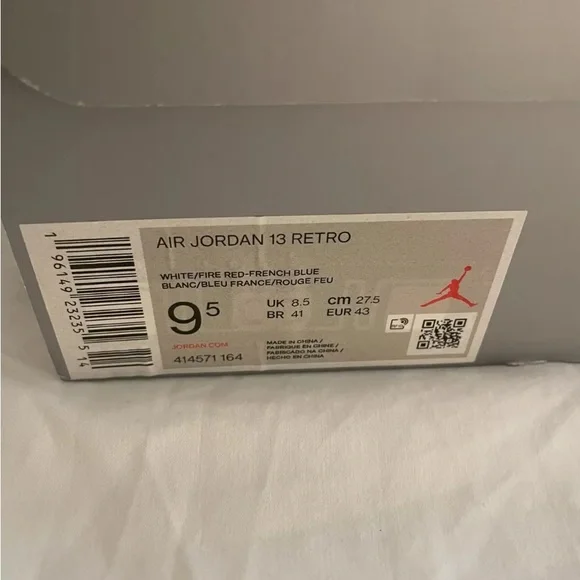 AIR JORDAN 13 RETRO
WHITE/FIRE RED-FRENCH BLUE
BLANC/BLEU FRANCE/ROUGE FEU
9⁵
UK 8.5 cm 27.5
BR 41 EUR 43
JORDAN.COM
414571 164
MADE IN CHINA /
FABRIQUE EN CHINE /
FABRICADO NA CHINA /
HECHO EN CHINA
1 96149 23235 5 14